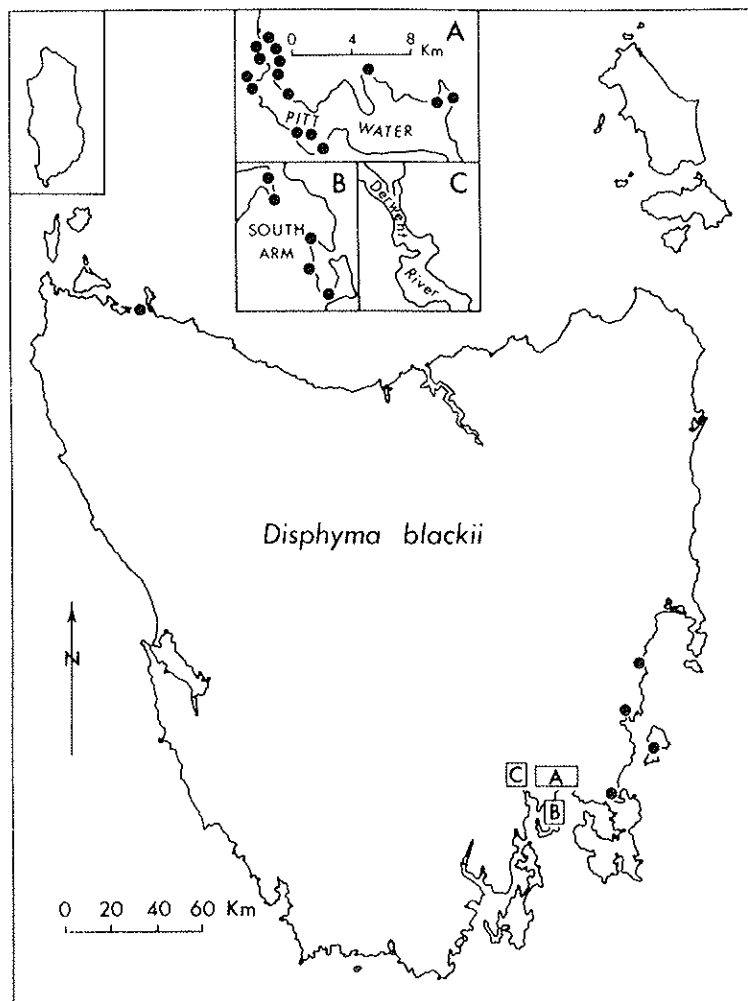 A
0 4 8
Km
PITT
WATER
B
SOUTH
ARM
C
Derwent
River
Disphyma blackii
N
C
A
B
0 20 40 60 Km